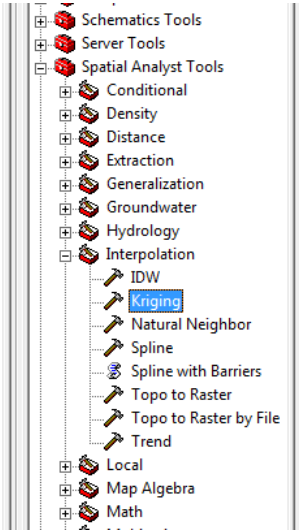 Schematics Tools
Server Tools
Spatial Analyst Tools
Conditional
Density
Distance
Extraction
Generalization
Groundwater
Hydrology
Interpolation
IDW
Kriging
Natural Neighbor
Spline
Spline with Barriers
Topo to Raster
Topo to Raster by File
Trend
Local
Map Algebra
Math